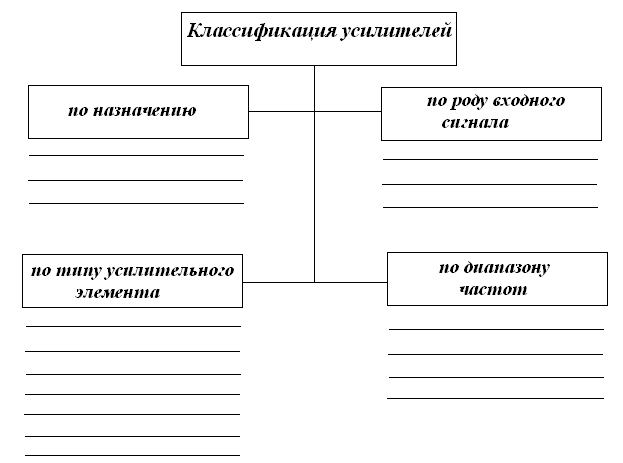 Классификация усилителей
по назначению
по роду входного
сигнала
по типу усилительного
элемента
по диапазону
частот